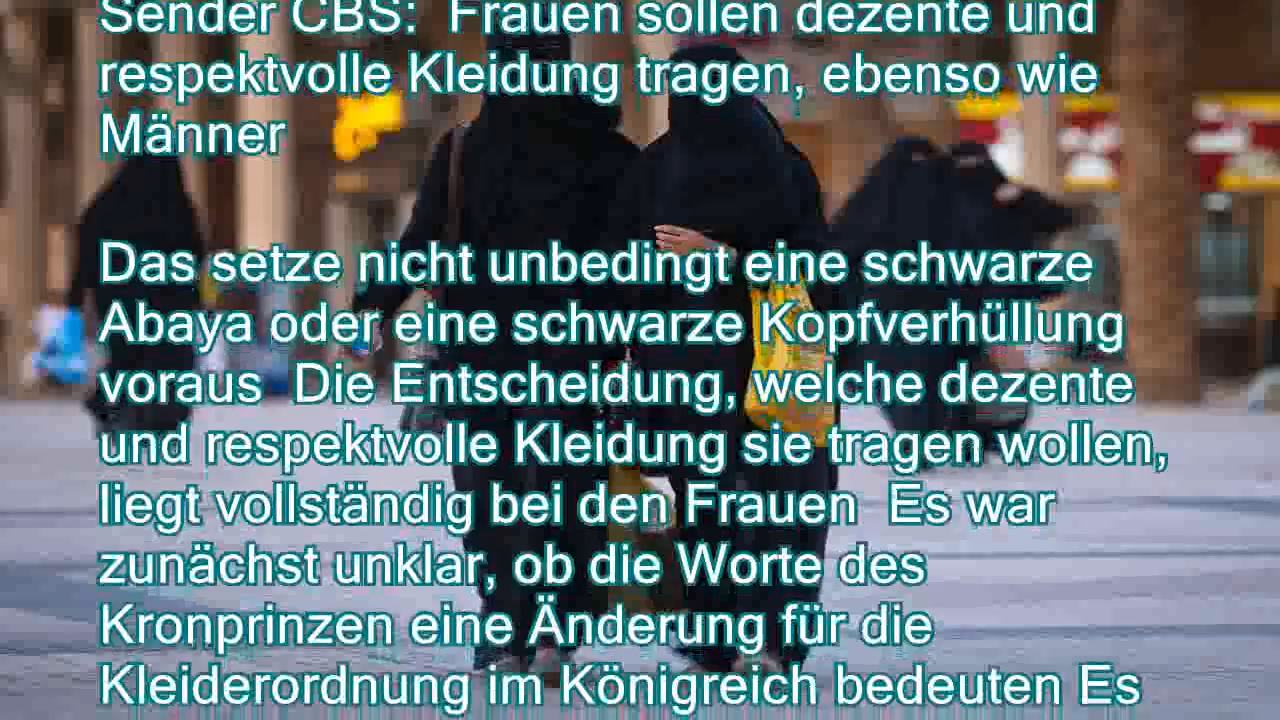 Sender CBS:  Frauen sollen dezente und
respektvolle Kleidung tragen, ebenso wie
Männer
Das setze nicht unbedingt eine schwarze
Abaya oder eine schwarze Kopfverhüllung
voraus  Die Entscheidung, welche dezente
und respektvolle Kleidung sie tragen wollen,
liegt vollständig bei den Frauen  Es war
zunächst unklar, ob die Worte des
Kronprinzen eine Änderung für die
Kleiderordnung im Königreich bedeuten Es